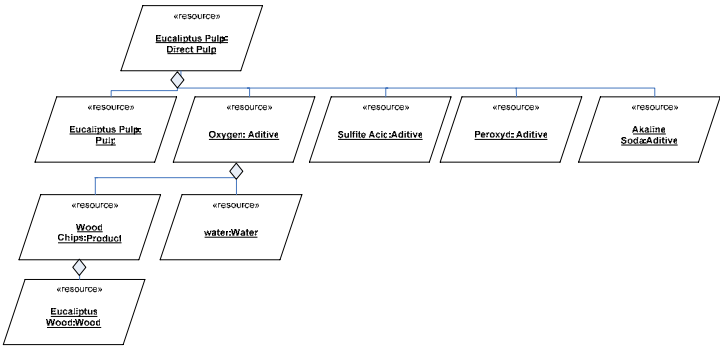 «resource»
Eucaliptus Pulp:
Direct Pulp
«resource»
Eucaliptus Pulp:
Pulp
«resource»
Oxygen: Aditive
«resource»
Sulfite Acic:Aditive
«resource»
Peroxyd: Aditive
«resource»
Akaline
Soda:Aditive
«resource»
Wood
Chips:Product
«resource»
water:Water
«resource»
Eucaliptus
Wood:Wood